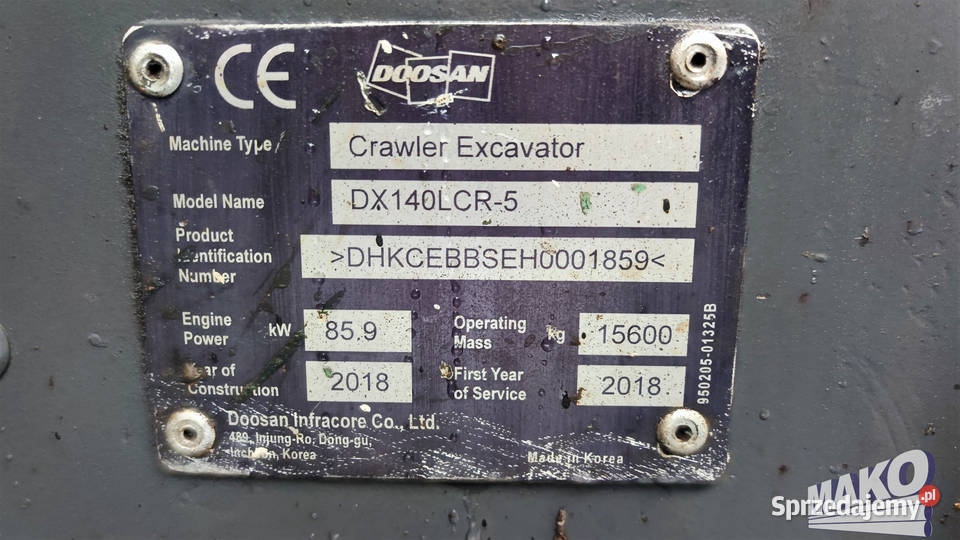 CE
DOOSAN
Machine Type Crawler Excavator
Model Name DX140LCR-5
Product
Identification
Number >DHKCEBBSEH0001859<
Engine
Power kW 85.9
Operating
Mass kg 15600
Year of
Construction 2018
First Year
of Service 2018
950205-01325B
Doosan Infracore Co., Ltd.
489, Injung-Ro, Dong-gu,
Incheon, Korea
Made in Korea
MAKO
Sprzedajemy.pl